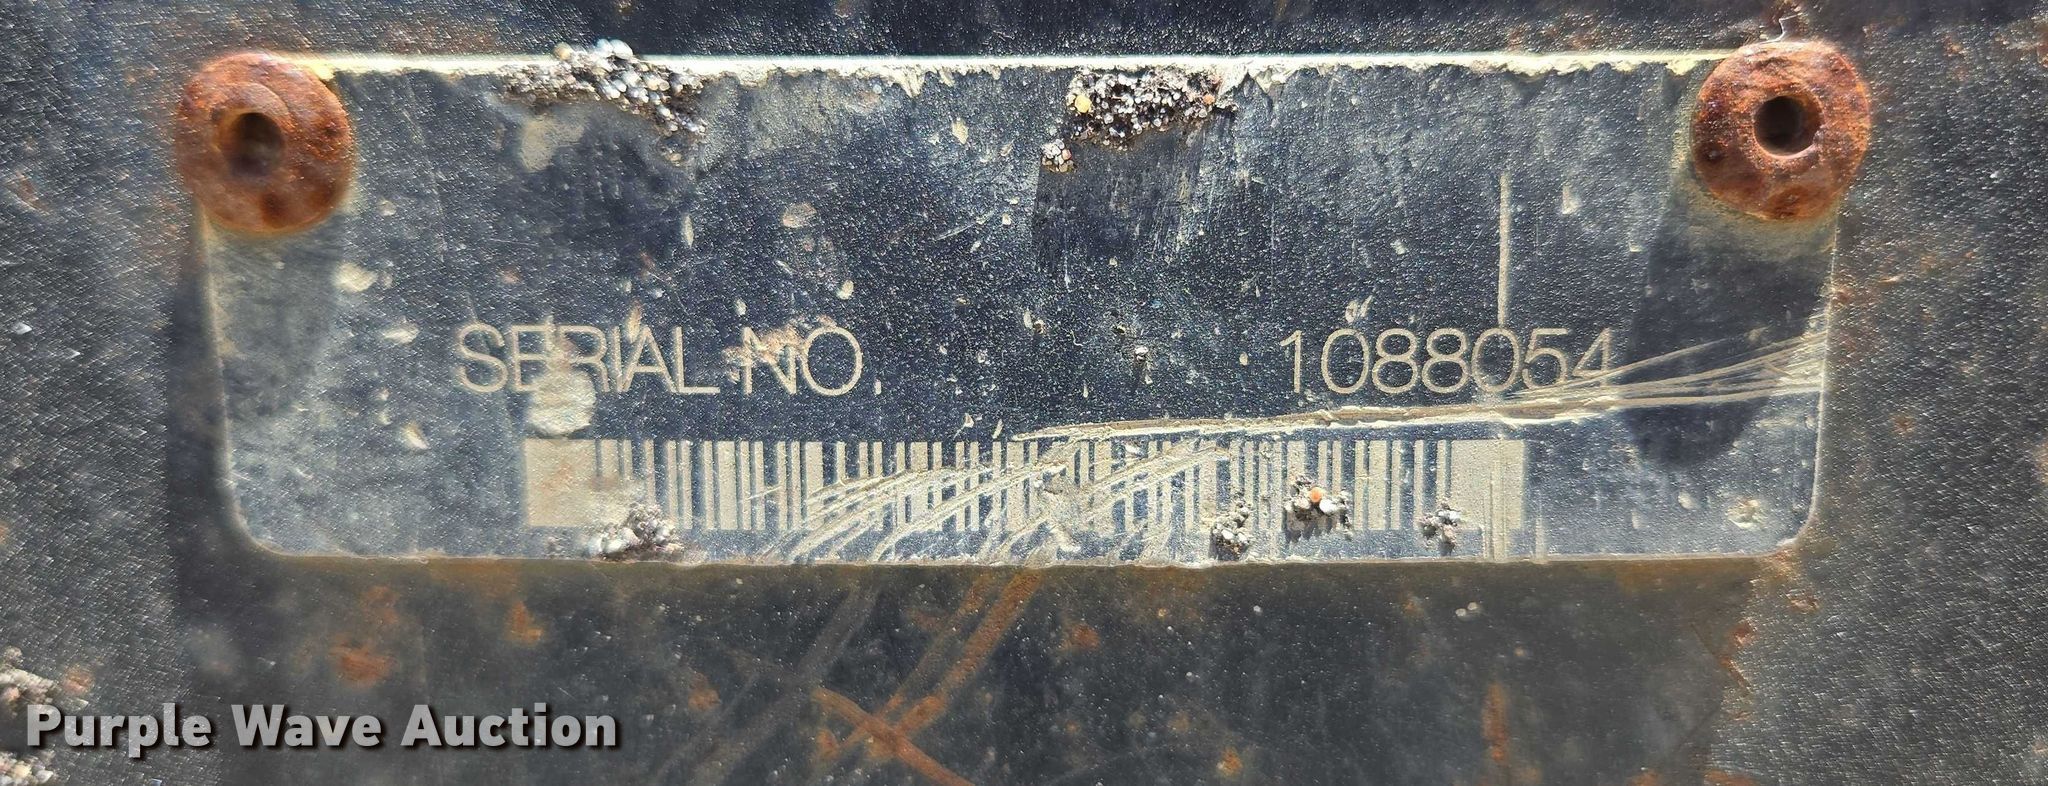 SERIAL NO. 1088054
Purple Wave Auction